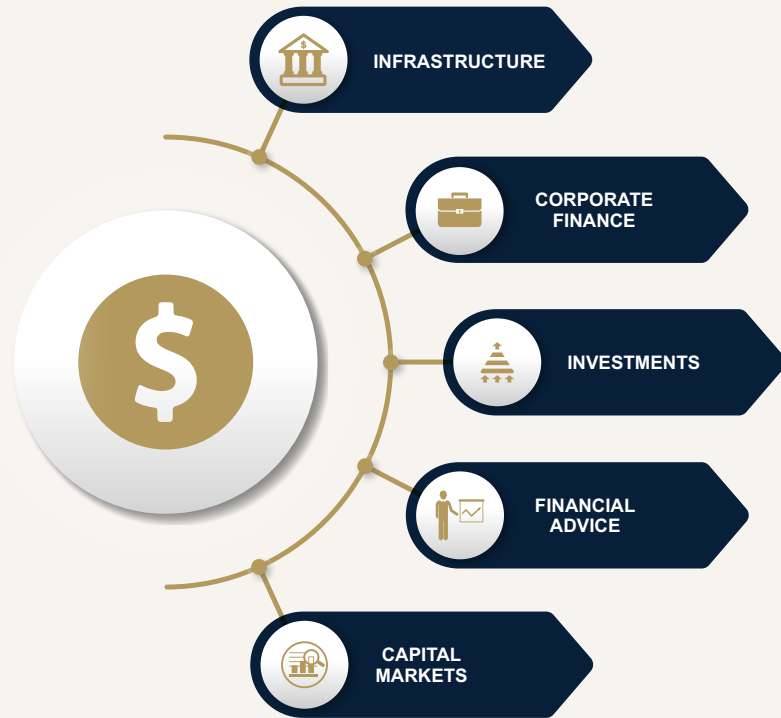 $
INFRASTRUCTURE
CORPORATE
FINANCE
$
INVESTMENTS
FINANCIAL
ADVICE
CAPITAL
MARKETS